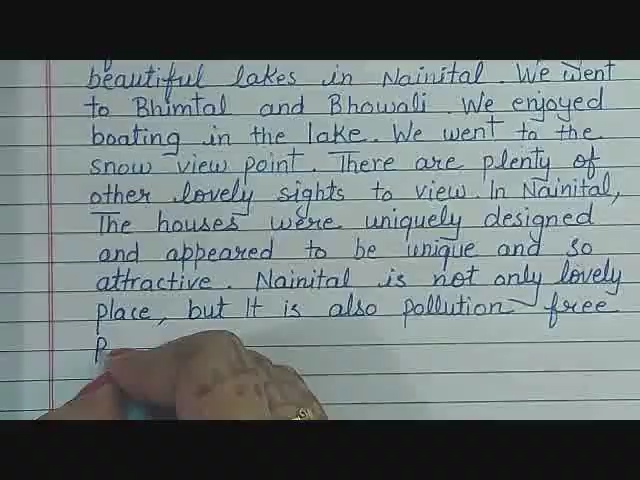 beautiful lakes in Nainital. We went
to Bhimtal and Bhowali. We enjoyed
boating in the lake. We went to the
snow view point. There are plenty of
other lovely sights to view. In Nainital,
The houses were uniquely designed
and appeared to be unique and so
attractive. Nainital is not only lovely
place, but It is also pollution free
P